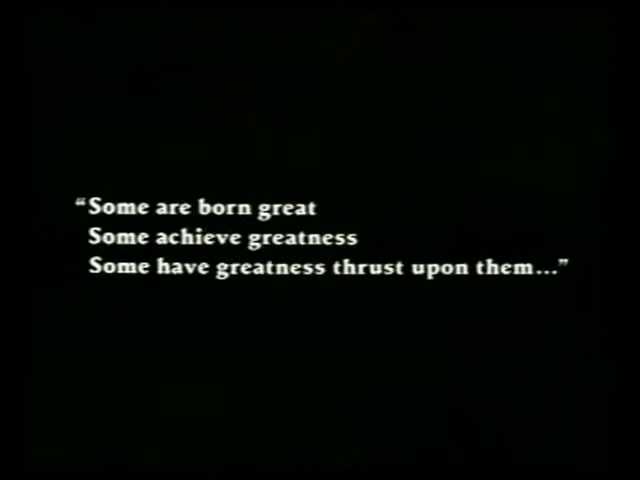 “Some are born great
Some achieve greatness
Some have greatness thrust upon them...”